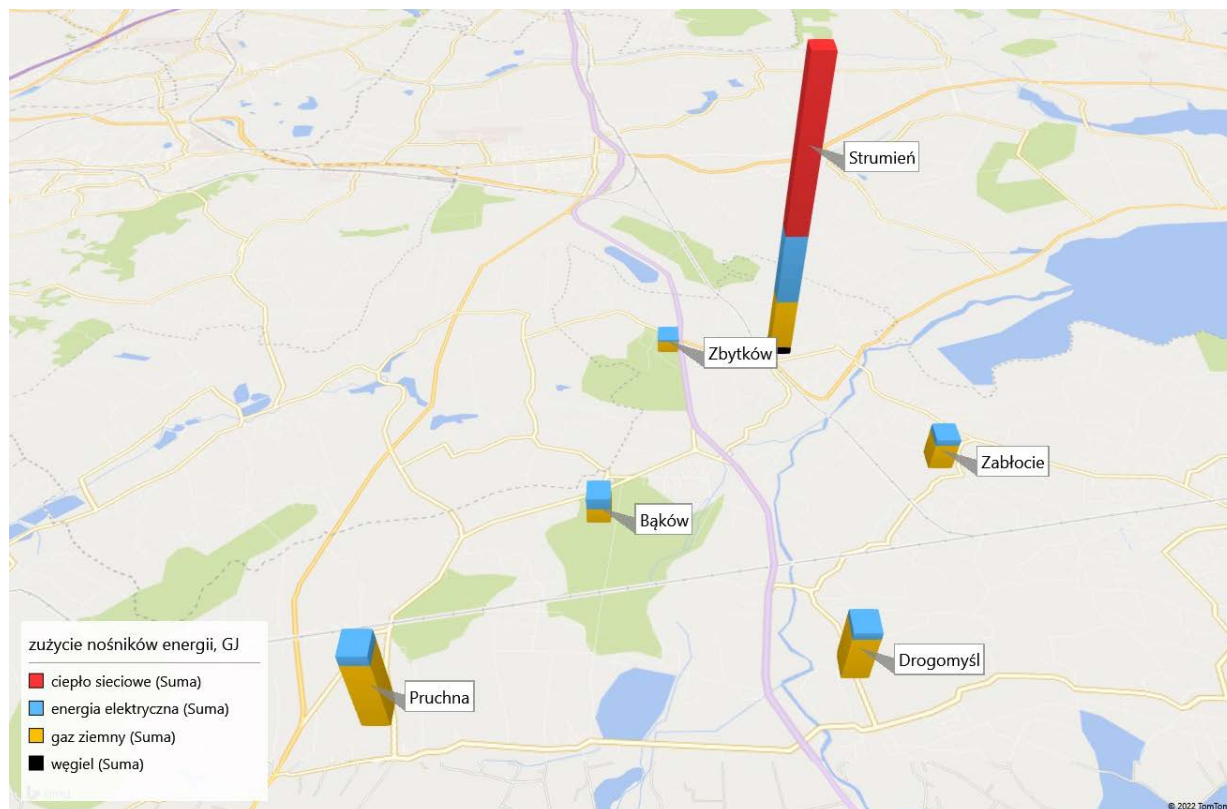 Strumień
Zbytków
Zabłocie
Bąków
Drogomyśl
Pruchna
zużycie nośników energii, GJ
ciepło sieciowe (Suma)
energia elektryczna (Suma)
gaz ziemny (Suma)
węgiel (Suma)
© 2022 TomTom